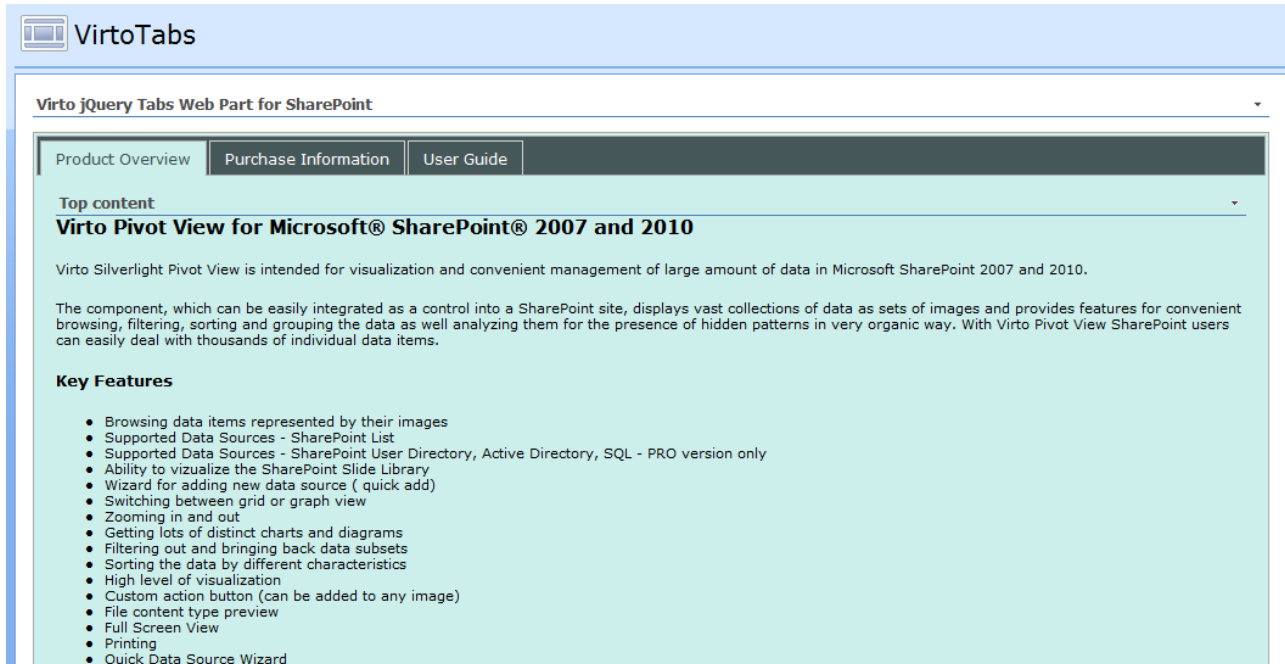 VirtoTabs
Virto jQuery Tabs Web Part for SharePoint
Product Overview Purchase Information User Guide
Top content
Virto Pivot View for Microsoft® SharePoint® 2007 and 2010
Virto Silverlight Pivot View is intended for visualization and convenient management of large amount of data in Microsoft SharePoint 2007 and 2010.
The component, which can be easily integrated as a control into a SharePoint site, displays vast collections of data as sets of images and provides features for convenient
browsing, filtering, sorting and grouping the data as well analyzing them for the presence of hidden patterns in very organic way. With Virto Pivot View SharePoint users
can easily deal with thousands of individual data items.
Key Features
● Browsing data items represented by their images
● Supported Data Sources - SharePoint List
● Supported Data Sources - SharePoint User Directory, Active Directory, SQL - PRO version only
● Ability to vizualize the SharePoint Slide Library
● Wizard for adding new data source ( quick add)
● Switching between grid or graph view
● Zooming in and out
● Getting lots of distinct charts and diagrams
● Filtering out and bringing back data subsets
● Sorting the data by different characteristics
● High level of visualization
● Custom action button (can be added to any image)
● File content type preview
● Full Screen View
● Printing
● Quick Data Source Wizard